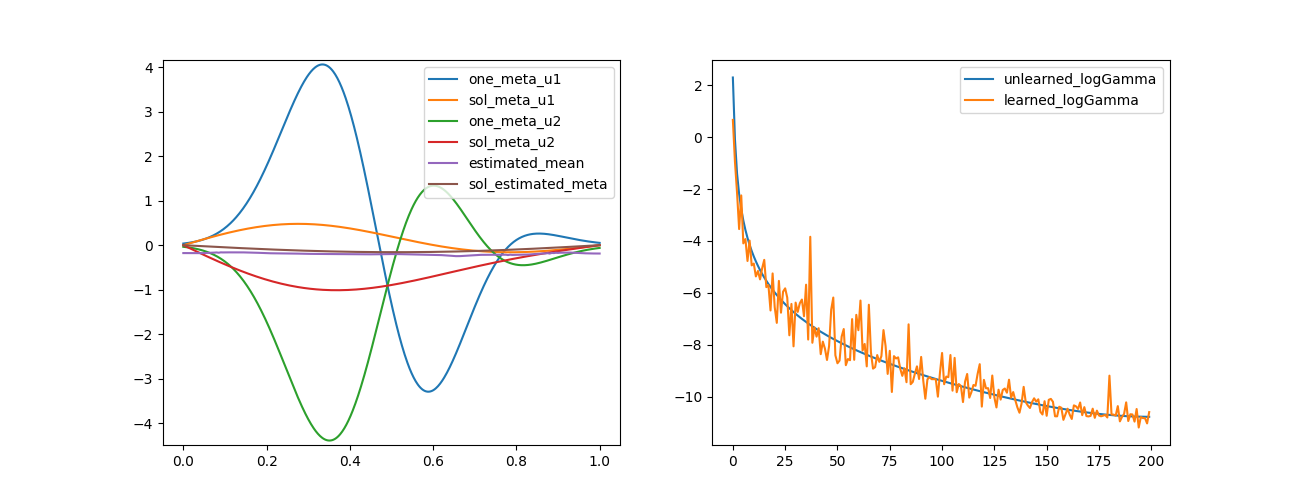 4
3
2
1
0
−1
−2
−3
−4
0.0 0.2 0.4 0.6 0.8 1.0
one_meta_u1
sol_meta_u1
one_meta_u2
sol_meta_u2
estimated_mean
sol_estimated_meta
2
0
−2
−4
−6
−8
−10
0 25 50 75 100 125 150 175 200
unlearned_logGamma
learned_logGamma